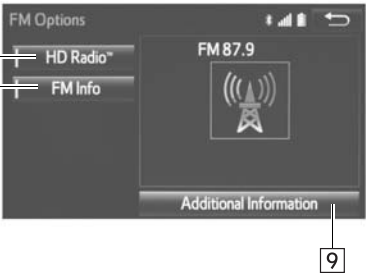 FM Options
HD Radio™
FM 87.9
FM Info
Additional Information
9